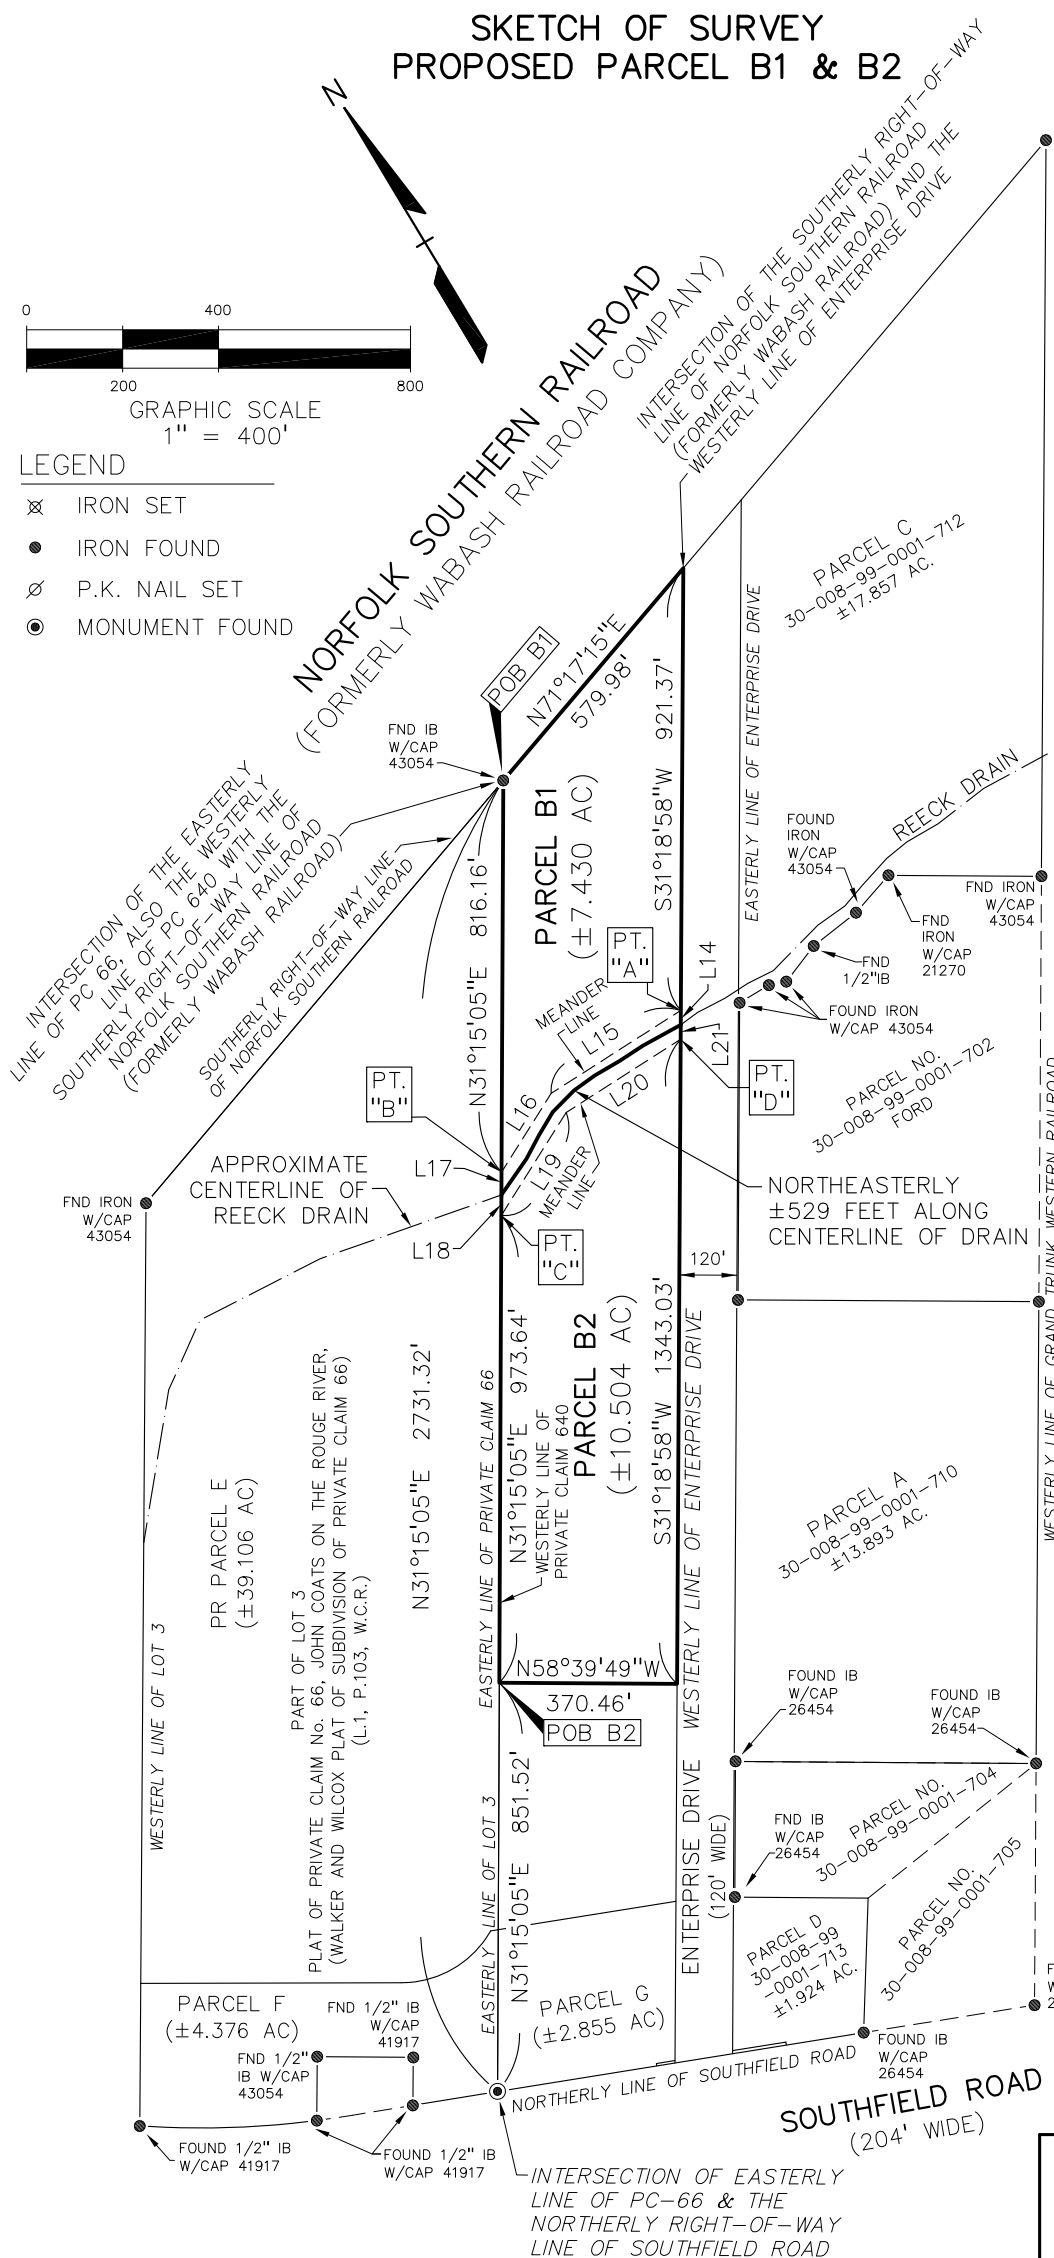 SKETCH OF SURVEY
PROPOSED PARCEL B1 & B2
N
0
400
200
800
GRAPHIC SCALE
1" = 400'
LEGEND
IRON SET
IRON FOUND
P.K. NAIL SET
MONUMENT FOUND
NORFOLK SOUTHERN RAILROAD
(FORMERLY WABASH RAILROAD COMPANY)
INTERSECTION OF THE SOUTHERLY RIGHT-OF-WAY
LINE OF NORFOLK SOUTHERN RAILROAD
(FORMERLY WABASH RAILROAD) AND THE
WESTERLY LINE OF ENTERPRISE DRIVE
PARCEL C
30-008-99-0001-712
±17.857 AC.
EASTERLY LINE OF ENTERPRISE DRIVE
POB B1
N71°17'15"E
579.98'
S31°18'58"W 921.37'
FND IB
W/CAP
43054
INTERSECTION OF THE EASTERLY
LINE OF PC 66, ALSO THE WESTERLY
LINE OF PC 640 WITH THE
SOUTHERLY RIGHT-OF-WAY LINE OF
NORFOLK SOUTHERN RAILROAD
(FORMERLY WABASH RAILROAD)
SOUTHERLY RIGHT-OF-WAY LINE
OF NORFOLK SOUTHERN RAILROAD
N31°15'05"E 816.16'
PARCEL B1
(±7.430 AC)
REECK DRAIN
FOUND
IRON
W/CAP
43054
FND IRON
W/CAP
43054
FND
IRON
W/CAP
21270
FND
1/2"IB
FOUND IRON
W/CAP 43054
PT.
"A"
L14
MEANDER
LINE
L15
L21
L20
PT.
"D"
PARCEL NO.
30-008-99-0001-702
FORD
PT.
"B"
L16
L17
L19
MEANDER
LINE
L18
PT.
"C"
APPROXIMATE
CENTERLINE OF
REECK DRAIN
FND IRON
W/CAP
43054
NORTHEASTERLY
±529 FEET ALONG
CENTERLINE OF DRAIN
120'
WESTERLY LINE OF GRAND TRUNK WESTERN RAILROAD
PARCEL B2
(±10.504 AC)
S31°18'58"W 1343.03'
WESTERLY LINE OF ENTERPRISE DRIVE
N31°15'05"E 973.64'
WESTERLY LINE OF
PRIVATE CLAIM 640
EASTERLY LINE OF PRIVATE CLAIM 66
N31°15'05"E 2731.32'
PART OF LOT 3
PLAT OF PRIVATE CLAIM No. 66, JOHN COATS ON THE ROUGE RIVER,
(WALKER AND WILCOX PLAT OF SUBDIVISION OF PRIVATE CLAIM 66)
(L.1, P.103, W.C.R.)
PR PARCEL E
(±39.106 AC)
WESTERLY LINE OF LOT 3
PARCEL A
30-008-99-0001-710
±13.893 AC.
N58°39'49"W
370.46'
POB B2
FOUND IB
W/CAP
26454
FOUND IB
W/CAP
26454
PARCEL NO.
30-008-99-0001-704
FND IB
W/CAP
26454
ENTERPRISE DRIVE
(120' WIDE)
N31°15'05"E 851.52'
EASTERLY LINE OF LOT 3
PARCEL NO.
30-008-99-0001-705
PARCEL D
30-008-99
-0001-713
±1.924 AC.
PARCEL F
(±4.376 AC)
FND 1/2" IB
W/CAP
41917
FND 1/2"
IB W/CAP
43054
PARCEL G
(±2.855 AC)
F
W
2
FOUND IB
W/CAP
26454
NORTHERLY LINE OF SOUTHFIELD ROAD
SOUTHFIELD ROAD
(204' WIDE)
FOUND 1/2" IB
W/CAP 41917
FOUND 1/2" IB
W/CAP 41917
INTERSECTION OF EASTERLY
LINE OF PC-66 & THE
NORTHERLY RIGHT-OF-WAY
LINE OF SOUTHFIELD ROAD